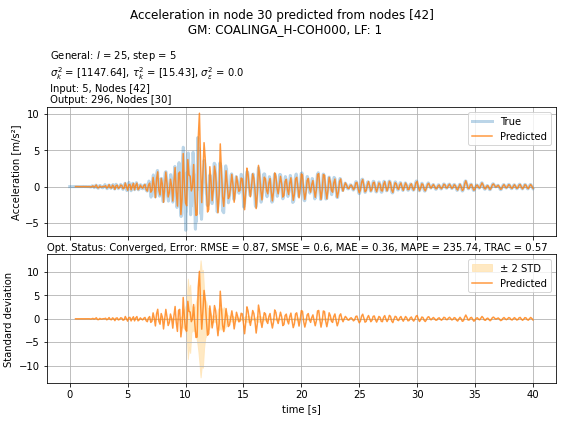 Acceleration in node 30 predicted from nodes [42]
GM: COALINGA_H-COH000, LF: 1
General: l = 25, step = 5
σ²ₖ = [1147.64], τ²ₖ = [15.43], σ²ε = 0.0
Input: 5, Nodes [42]
Output: 296, Nodes [30]
10
5
0
−5
Acceleration [m/s²]
True
Predicted
Opt. Status: Converged, Error: RMSE = 0.87, SMSE = 0.6, MAE = 0.36, MAPE = 235.74, TRAC = 0.57
10
5
0
−5
−10
Standard deviation
± 2 STD
Predicted
0 5 10 15 20 25 30 35 40
time [s]